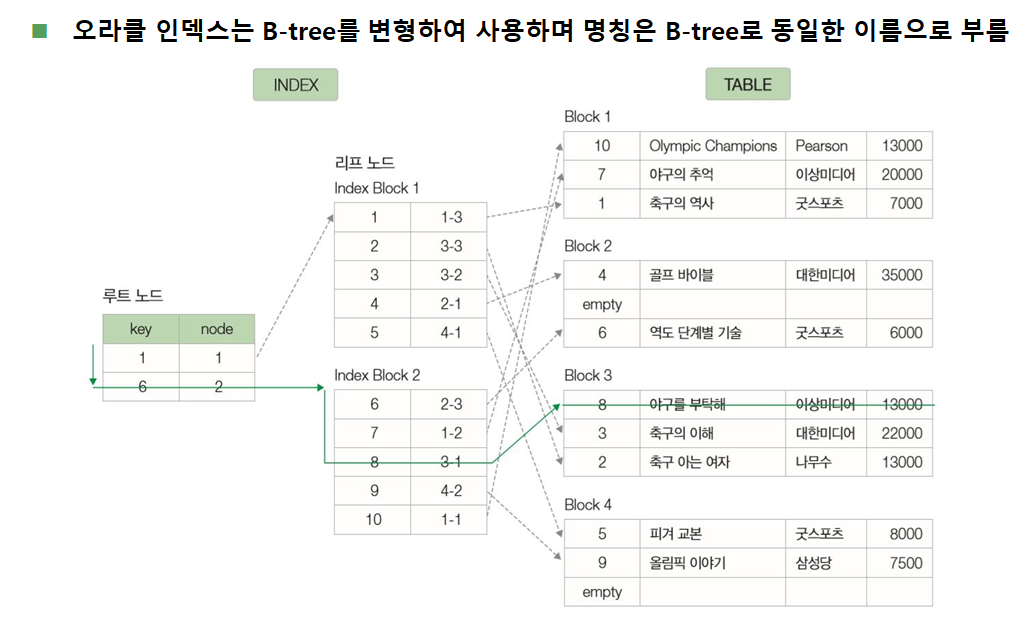 오라클 인덱스는 B-tree를 변형하여 사용하며 명칭은 B-tree로 동일한 이름으로 부름
INDEX
TABLE
루트 노드
key node
1 1
6 2
리프 노드
Index Block 1
1 1-3
2 3-3
3 3-2
4 2-1
5 4-1
Index Block 2
6 2-3
7 1-2
8 3-1
9 4-2
10 1-1
Block 1
10 Olympic Champions Pearson 13000
7 야구의 추억 이상미디어 20000
1 축구의 역사 굿스포츠 7000
Block 2
4 골프 바이블 대한미디어 35000
empty
6 역도 단계별 기술 굿스포츠 6000
Block 3
8 야구를 부탁해 이상미디어 13000
3 축구의 이해 대한미디어 22000
2 축구 아는 여자 나무수 13000
Block 4
5 피겨 교본 굿스포츠 8000
9 올림픽 이야기 삼성당 7500
empty